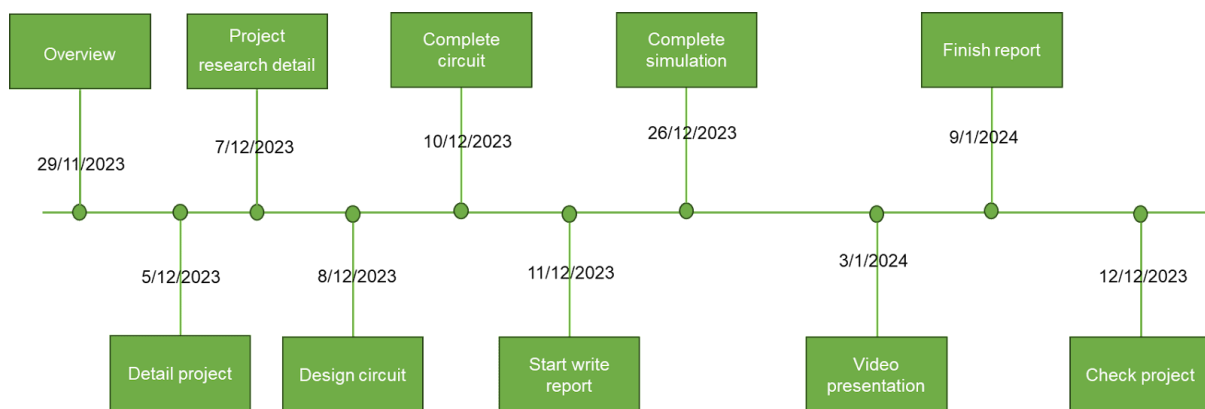 Overview
Project
research detail
Complete
circuit
Complete
simulation
Finish report
29/11/2023
7/12/2023
10/12/2023
26/12/2023
9/1/2024
5/12/2023
8/12/2023
11/12/2023
3/1/2024
12/12/2023
Detail project
Design circuit
Start write
report
Video
presentation
Check project